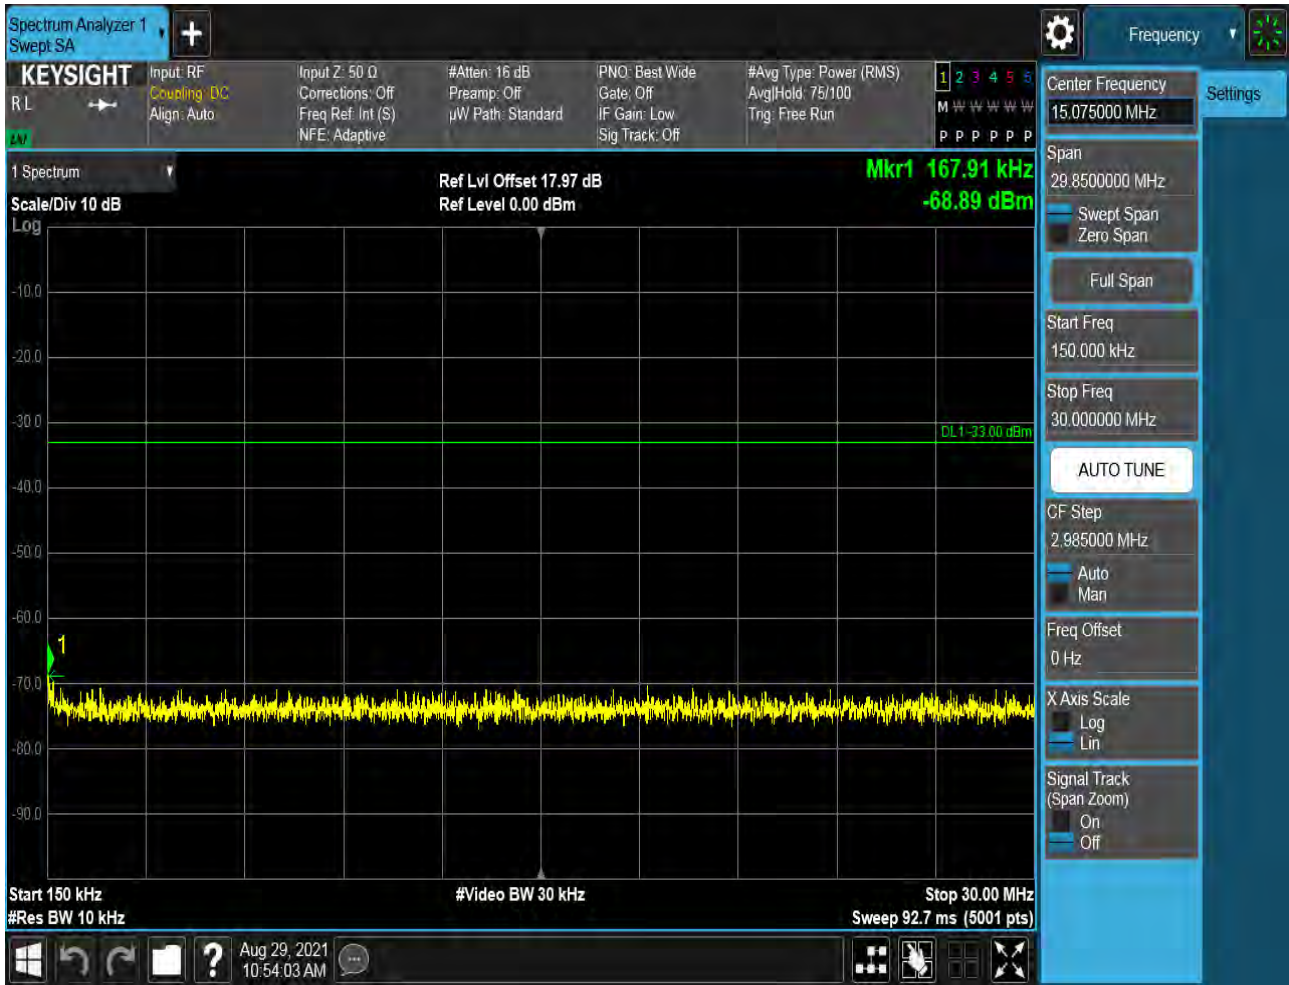 Spectrum Analyzer 1
Swept SA
Frequency
KEYSIGHT
R L
LXI
Input: RF
Coupling: DC
Align: Auto
Input Z: 50 Ω
Corrections: Off
Freq Ref: Int (S)
NFE: Adaptive
#Atten: 16 dB
Preamp: Off
µW Path: Standard
PNO: Best Wide
Gate: Off
IF Gain: Low
Sig Track: Off
#Avg Type: Power (RMS)
Avg|Hold: 75/100
Trig: Free Run
1 2 3 4 5 6
M W W W W W
P P P P P P
1 Spectrum
Scale/Div 10 dB
Log
Ref Lvl Offset 17.97 dB
Ref Level 0.00 dBm
Mkr1 167.91 kHz
-68.89 dBm
-10.0
-20.0
-30.0
DL1 -33.00 dBm
-40.0
-50.0
-60.0
1
-70.0
-80.0
-90.0
Start 150 kHz
#Video BW 30 kHz
Stop 30.00 MHz
#Res BW 10 kHz
Sweep 92.7 ms (5001 pts)
?
Aug 29, 2021
10:54:03 AM
Settings
Center Frequency
15.075000 MHz
Span
29.8500000 MHz
Swept Span
Zero Span
Full Span
Start Freq
150.000 kHz
Stop Freq
30.000000 MHz
AUTO TUNE
CF Step
2.985000 MHz
Auto
Man
Freq Offset
0 Hz
X Axis Scale
Log
Lin
Signal Track
(Span Zoom)
On
Off